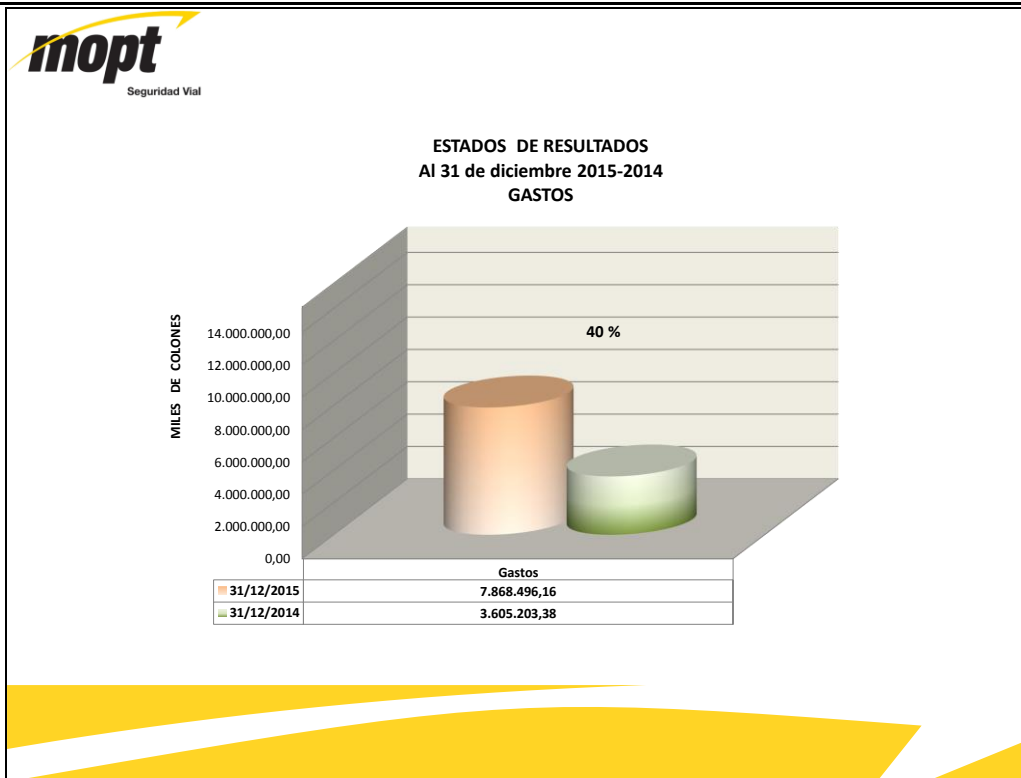 mopt
Seguridad Vial
ESTADOS DE RESULTADOS
Al 31 de diciembre 2015-2014
GASTOS
MILES DE COLONES
14.000.000,00
12.000.000,00
10.000.000,00
8.000.000,00
6.000.000,00
4.000.000,00
2.000.000,00
0,00
40 %
Gastos
31/12/2015 7.868.496,16
31/12/2014 3.605.203,38